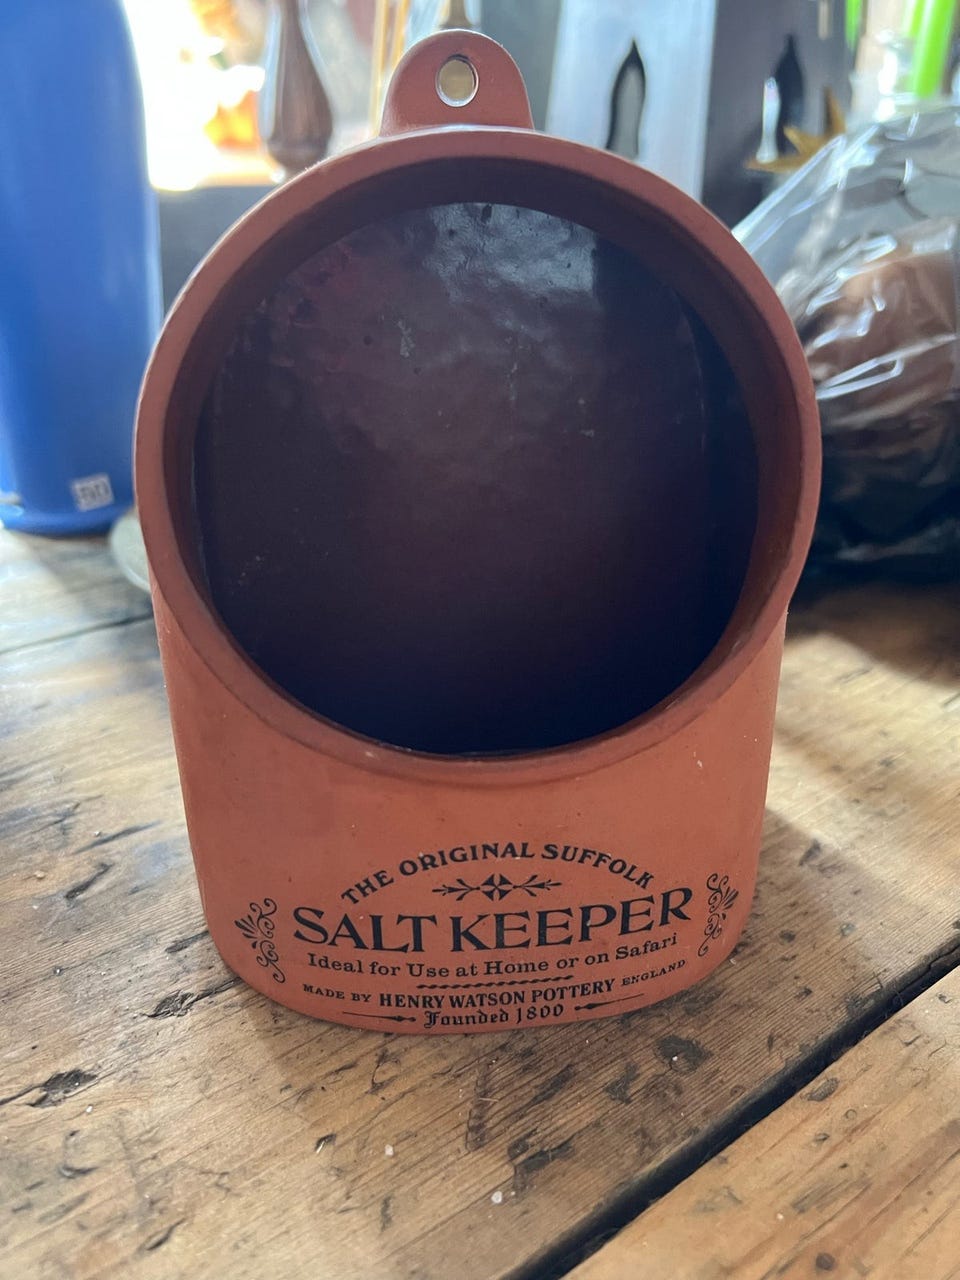 THE ORIGINAL SUFFOLK
SALT KEEPER
Ideal for Use at Home or on Safari
MADE BY HENRY WATSON POTTERY ENGLAND
Founded 1800